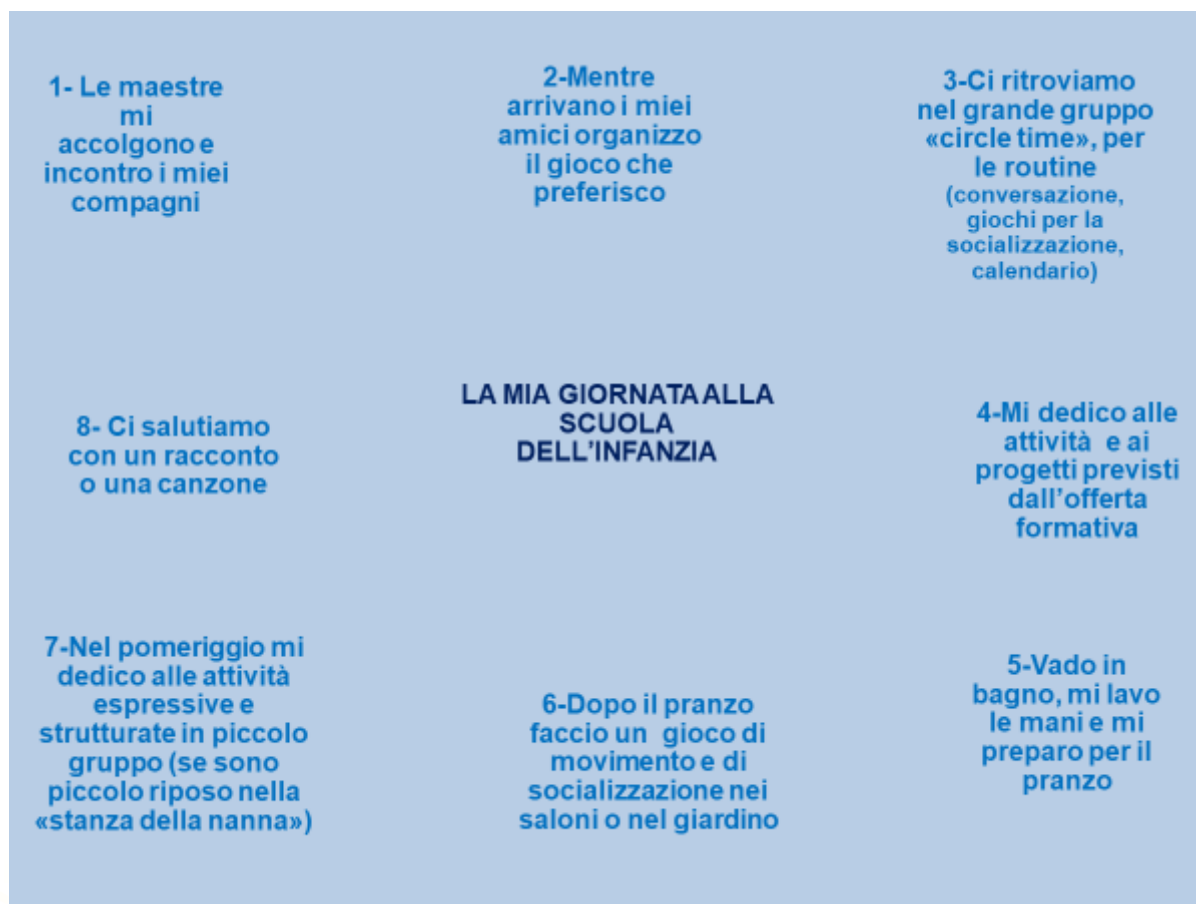 1- Le maestre
mi
accolgono e
incontro i miei
compagni
2-Mentre
arrivano i miei
amici organizzo
il gioco che
preferisco
3-Ci ritroviamo
nel grande gruppo
«circle time», per
le routine
(conversazione,
giochi per la
socializzazione,
calendario)
LA MIA GIORNATA ALLA
SCUOLA
DELL'INFANZIA
4-Mi dedico alle
attività e ai
progetti previsti
dall'offerta
formativa
5-Vado in
bagno, mi lavo
le mani e mi
preparo per il
pranzo
6-Dopo il pranzo
faccio un gioco di
movimento e di
socializzazione nei
saloni o nel giardino
7-Nel pomeriggio mi
dedico alle attività
espressive e
strutturate in piccolo
gruppo (se sono
piccolo riposo nella
«stanza della nanna»)
8- Ci salutiamo
con un racconto
o una canzone